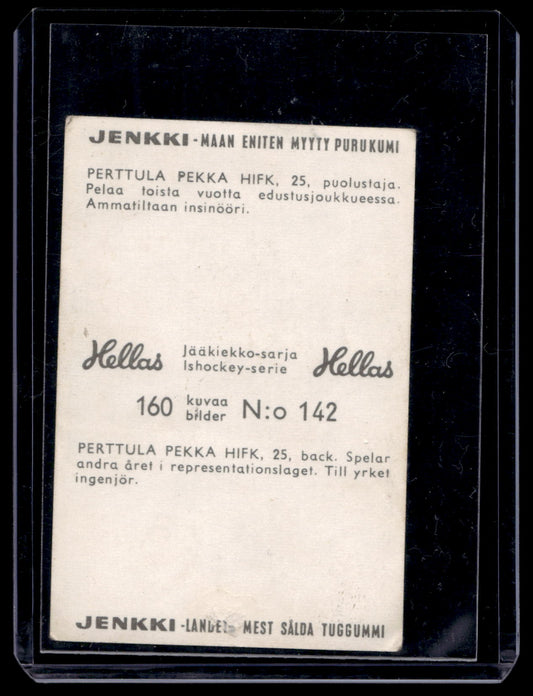 JENKKI - MAAN ENITEN MYYTY PURUKUMI
PERTTULA PEKKA HIFK, 25, puolustaja.
Pelaa toista vuotta edustusjoukkueessa.
Ammatiltaan insinööri.
Hellas Jääkiekko-sarja Hellas
Ishockey-serie
160 kuvaa N:o 142
bilder
PERTTULA PEKKA HIFK, 25, back. Spelar
andra året i representationslaget. Till yrket
ingenjör.
JENKKI - MEST SÅLDA TUGGUMMI